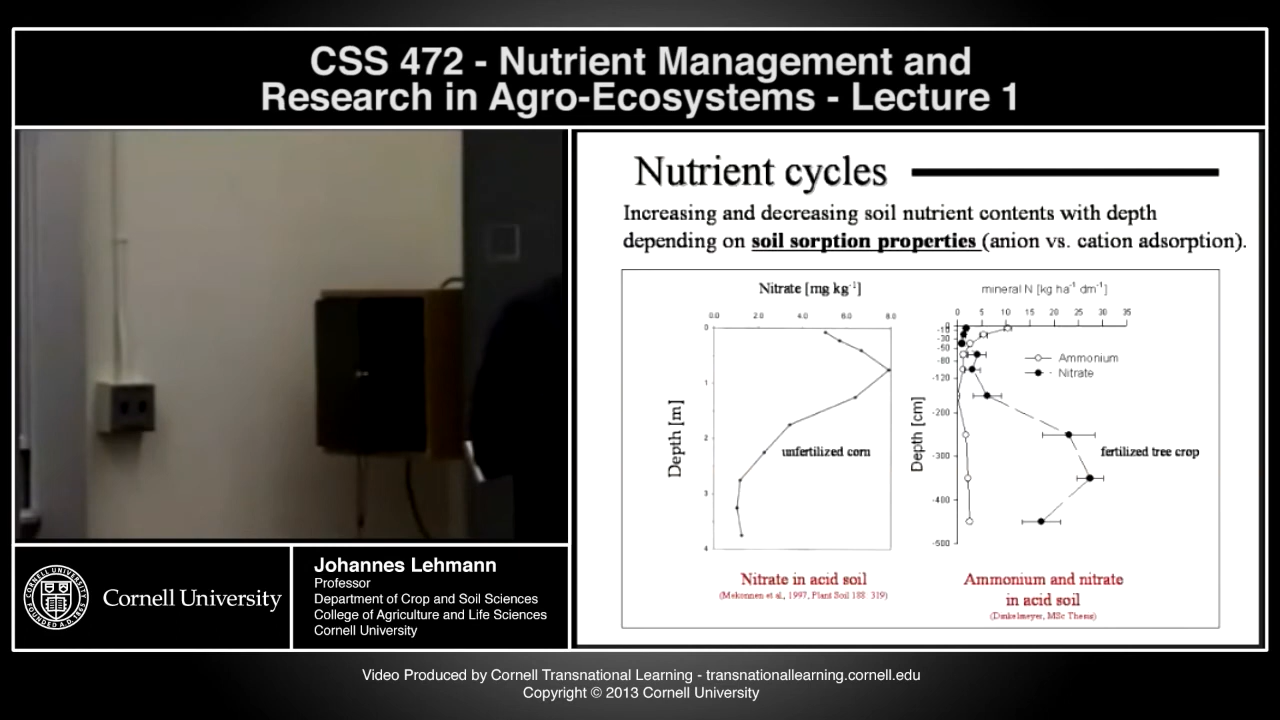 CSS 472 - Nutrient Management and
Research in Agro-Ecosystems - Lecture 1
Nutrient cycles
Increasing and decreasing soil nutrient contents with depth
depending on soil sorption properties (anion vs. cation adsorption).
Nitrate [mg kg-1]
0.0 2.0 4.0 6.0 8.0
0
1
2
3
4
Depth [m]
unfertilized corn
Nitrate in acid soil
(Mekonnen et al., 1997, Plant Soil 188 319)
mineral N [kg ha-1 dm-1]
0 5 10 15 20 25 30 35
0
-10
-30
-50
-80
-120
-200
-300
-400
-500
Depth [cm]
Ammonium
Nitrate
fertilized tree crop
Ammonium and nitrate
in acid soil
(Dinkelmeyer, MSc Thesis)
CORNELL UNIVERSITY
FOUNDED A.D. 1865
Cornell University
Johannes Lehmann
Professor
Department of Crop and Soil Sciences
College of Agriculture and Life Sciences
Cornell University
Video Produced by Cornell Transnational Learning - transnationallearning.cornell.edu
Copyright © 2013 Cornell University